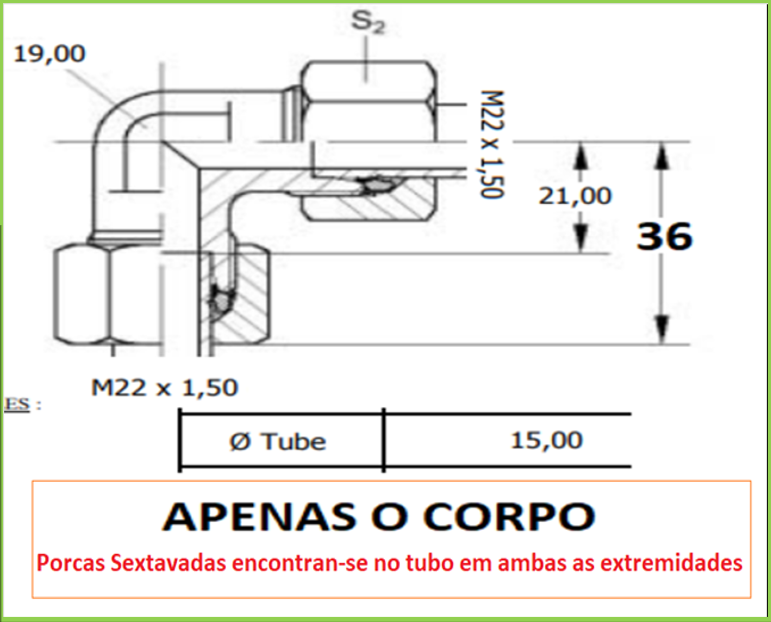 S2
19,00
M22 x 1,50
21,00
36
M22 x 1,50
ES :
Ø Tube 15,00
APENAS O CORPO
Porcas Sextavadas encontran-se no tubo em ambas as extremidades